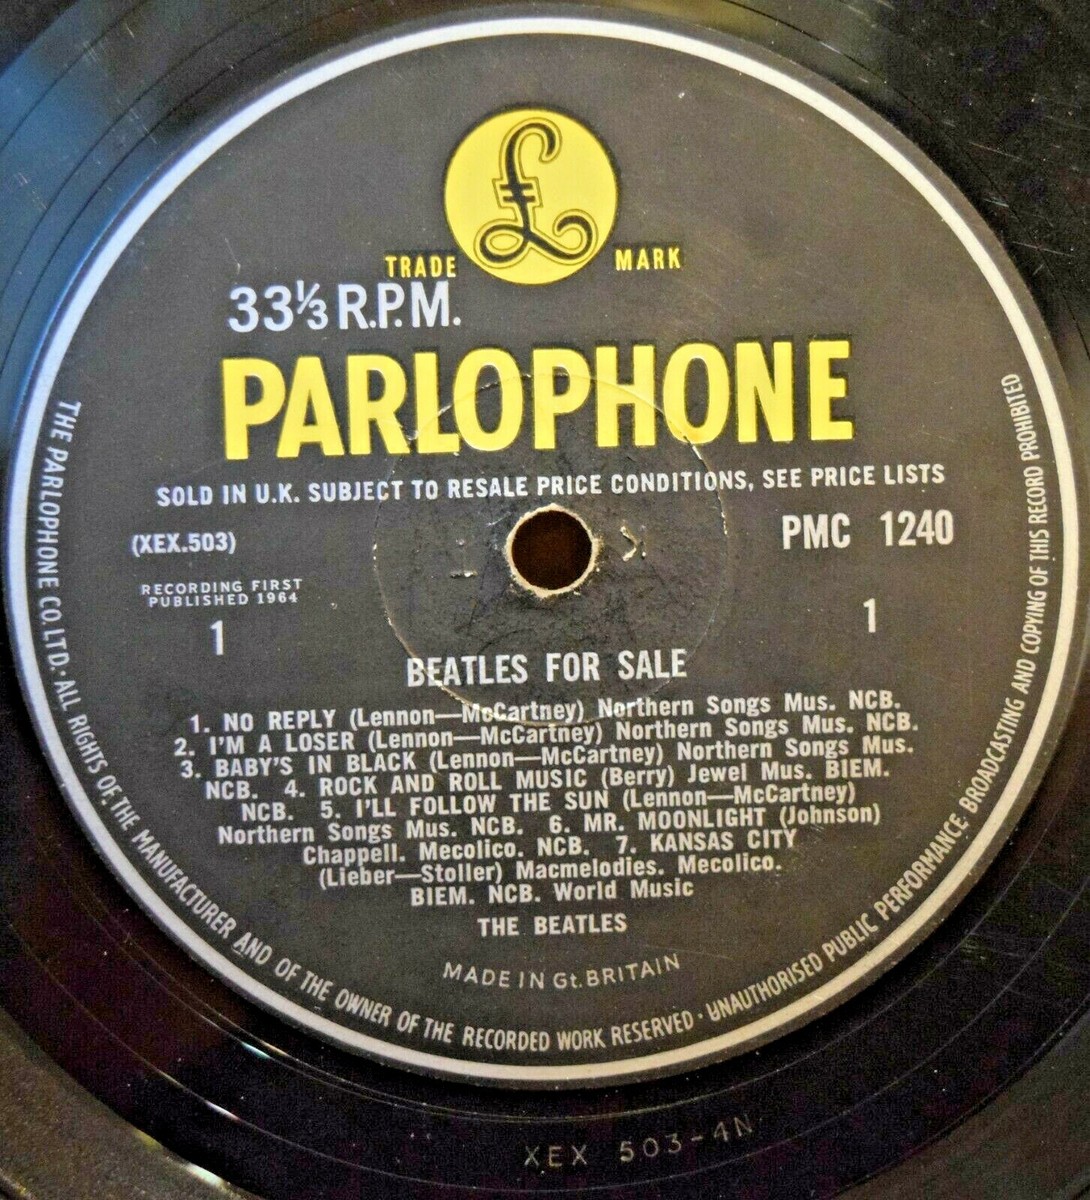 £
TRADE MARK
33⅓ R.P.M.
PARLOPHONE
SOLD IN U.K. SUBJECT TO RESALE PRICE CONDITIONS, SEE PRICE LISTS
(XEX.503)
PMC 1240
RECORDING FIRST
PUBLISHED 1964
1
1
BEATLES FOR SALE
1. NO REPLY (Lennon—McCartney) Northern Songs Mus. NCB.
2. I'M A LOSER (Lennon—McCartney) Northern Songs Mus. NCB.
3. BABY'S IN BLACK (Lennon—McCartney) Northern Songs Mus.
NCB. 4. ROCK AND ROLL MUSIC (Berry) Jewel Mus. BIEM.
NCB. 5. I'LL FOLLOW THE SUN (Lennon—McCartney)
Northern Songs Mus. NCB. 6. MR. MOONLIGHT (Johnson)
Chappell. Mecolico. NCB. 7. KANSAS CITY
(Lieber—Stoller) Macmelodies. Mecolico.
BIEM. NCB. World Music
THE BEATLES
MADE IN Gt. BRITAIN
THE PARLOPHONE CO. LTD. · ALL RIGHTS OF THE MANUFACTURER AND OF THE OWNER OF THE RECORDED WORK RESERVED · UNAUTHORISED PUBLIC PERFORMANCE BROADCASTING AND COPYING OF THIS RECORD PROHIBITED
XEX 503-4N